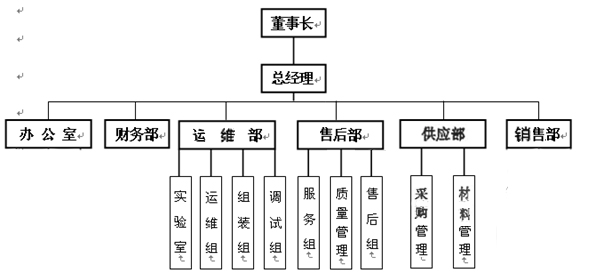 董事长
总经理
办 公 室
财务部
运 维 部
售后部
供应部
销售部
实验室
运维组
组装组
调试组
服务组
质量管理
售后组
采购管理
材料管理